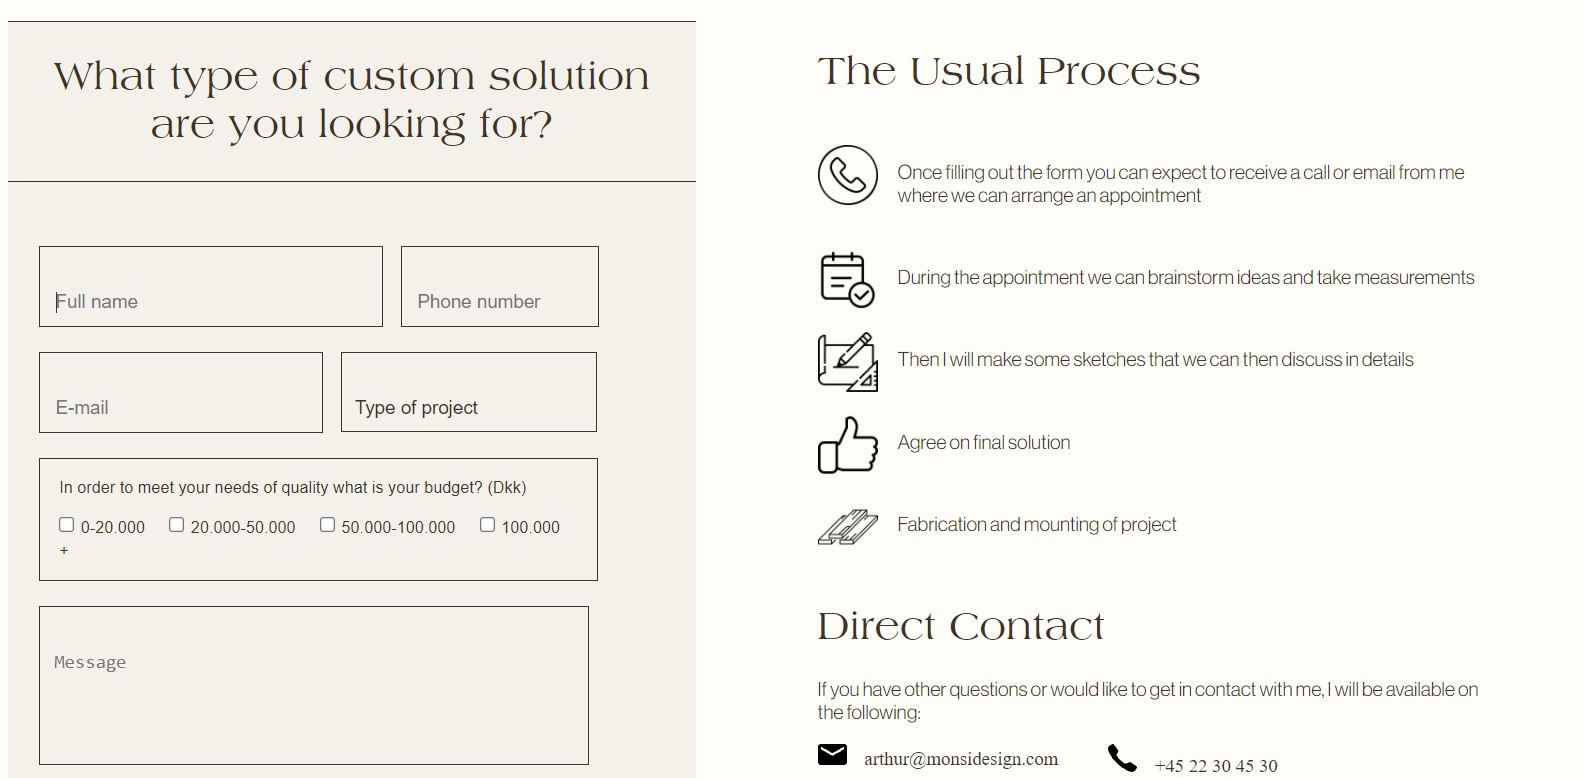 What type of custom solution
are you looking for?
Full name
Phone number
E-mail
Type of project
In order to meet your needs of quality what is your budget? (Dkk)
0-20.000 20.000-50.000 50.000-100.000 100.000
+
Message
The Usual Process
Once filling out the form you can expect to receive a call or email from me
where we can arrange an appointment
During the appointment we can brainstorm ideas and take measurements
Then I will make some sketches that we can then discuss in details
Agree on final solution
Fabrication and mounting of project
Direct Contact
If you have other questions or would like to get in contact with me, I will be available on
the following:
arthur@monsidesign.com
+45 22 30 45 30